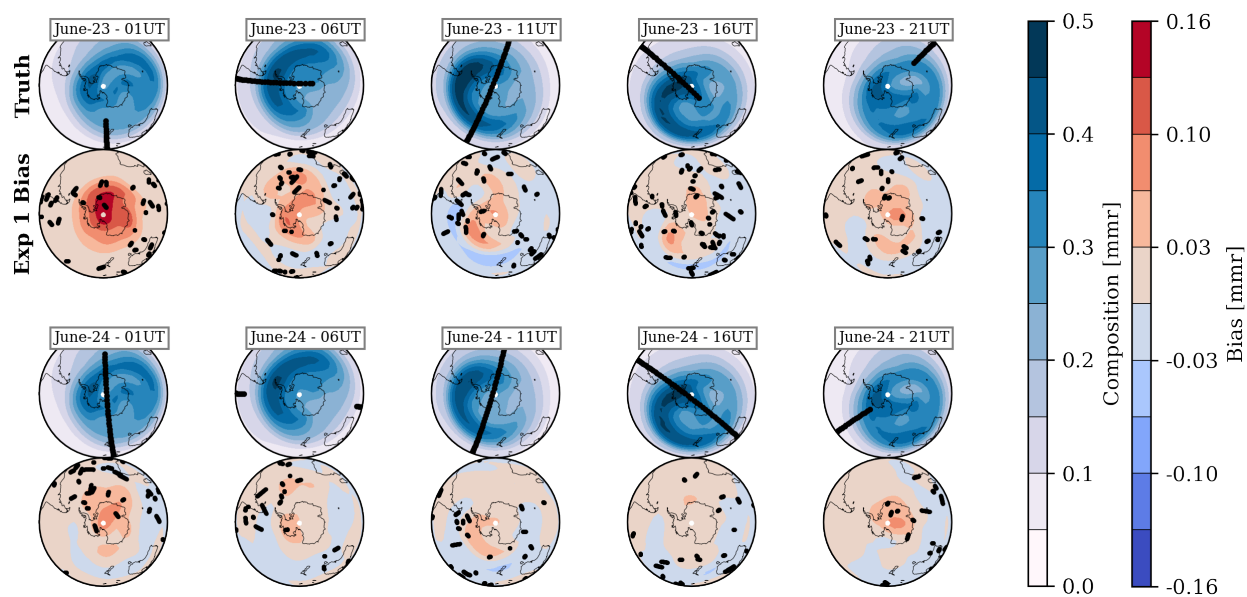 June-23 - 01UT
June-23 - 06UT
June-23 - 11UT
June-23 - 16UT
June-23 - 21UT
Truth
Exp 1 Bias
June-24 - 01UT
June-24 - 06UT
June-24 - 11UT
June-24 - 16UT
June-24 - 21UT
0.5
0.4
0.3
0.2
0.1
0.0
Composition [mmr]
0.16
0.10
0.03
-0.03
-0.10
-0.16
Bias [mmr]